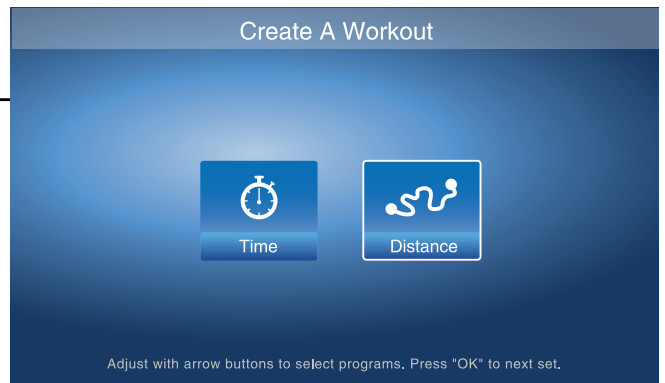 Create A Workout
Time
Distance
Adjust with arrow buttons to select programs. Press "OK" to next set.